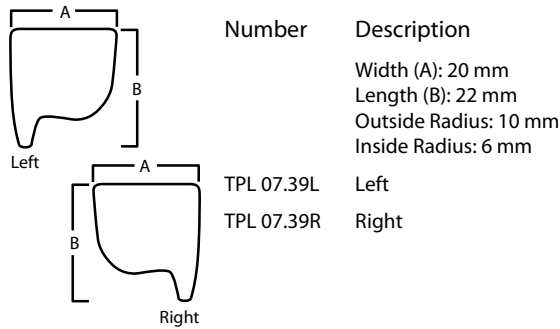 A
B
Left
A
B
Right
Number Description
Width (A): 20 mm
Length (B): 22 mm
Outside Radius: 10 mm
Inside Radius: 6 mm
TPL 07.39L Left
TPL 07.39R Right